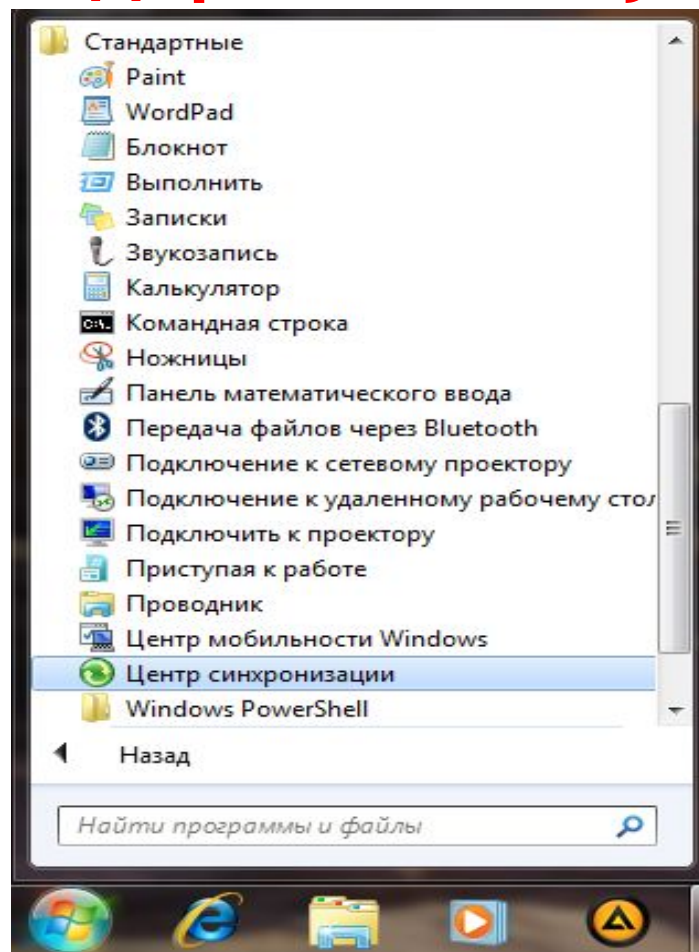 Стандартные
Paint
WordPad
Блокнот
Выполнить
Записки
Звукозапись
Калькулятор
C:\.
Командная строка
Ножницы
Панель математического ввода
Передача файлов через Bluetooth
Подключение к сетевому проектору
Подключение к удаленному рабочему стол
Подключить к проектору
Приступая к работе
Проводник
Центр мобильности Windows
Центр синхронизации
Windows PowerShell
Назад
Найти программы и файлы